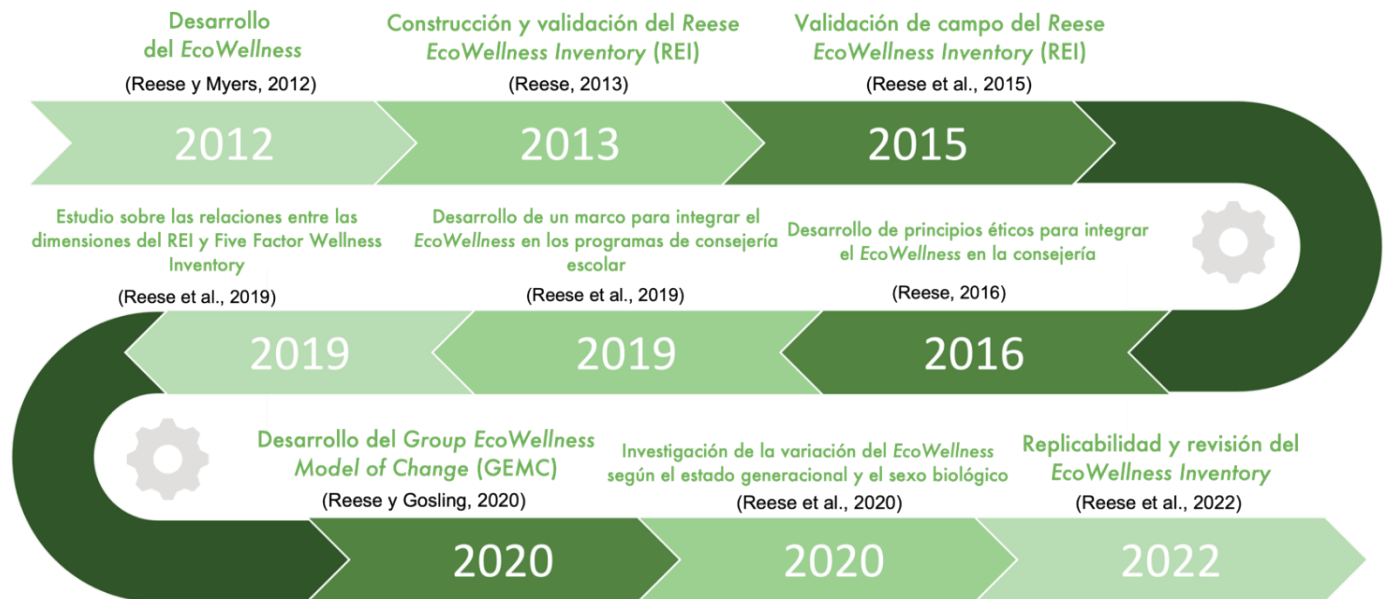 Desarrollo
del EcoWellness
(Reese y Myers, 2012)
2012
Construcción y validación del Reese
EcoWellness Inventory (REI)
(Reese, 2013)
2013
Validación de campo del Reese
EcoWellness Inventory (REI)
(Reese et al., 2015)
2015
Desarrollo de principios éticos para integrar
el EcoWellness en la consejería
(Reese, 2016)
2016
Desarrollo de un marco para integrar el
EcoWellness en los programas de consejería
escolar
(Reese et al., 2019)
2019
Estudio sobre las relaciones entre las
dimensiones del REI y Five Factor Wellness
Inventory
(Reese et al., 2019)
2019
Desarrollo del Group EcoWellness
Model of Change (GEMC)
(Reese y Gosling, 2020)
2020
Investigación de la variación del EcoWellness
según el estado generacional y el sexo biológico
(Reese et al., 2020)
2020
Replicabilidad y revisión del
EcoWellness Inventory
(Reese et al., 2022)
2022